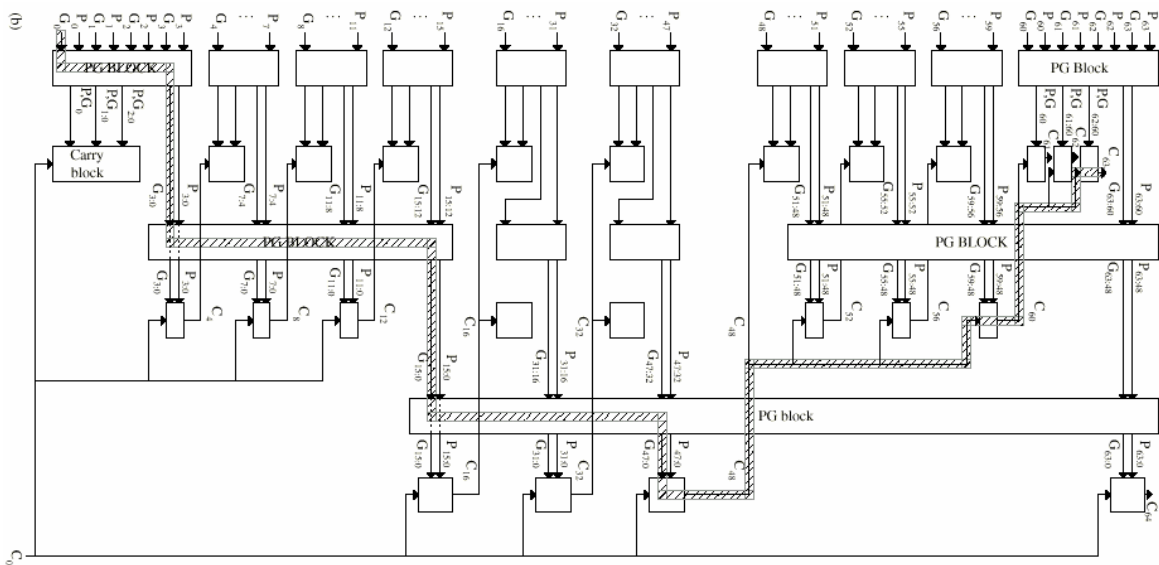 (b)
G0 P0 G1 P1 G2 P2 G3 P3
G4 ... P7
G8 ... P11
G12 ... P15
G16 ... P31
G32 ... P47
G48 ... P51
G52 ... P55
G56 ... P59
G60 P60 G61 P61 G62 P62 G63 P63
PG BLOCK
PG Block
P,G0 P,G1:0 P,G2:0
P,G60 P,G61:60 P,G62:60
Carry
block
C61 C62 C63
G3:0 P3:0
G7:4 P7:4
G11:8 P11:8
G15:12 P15:12
G51:48 P51:48
G55:52 P55:52
G59:56 P59:56
G63:60 P63:60
PG BLOCK
PG BLOCK
G3:0 P3:0
G7:0 P7:0
G11:0 P11:0
G51:48 P51:48
G55:48 P55:48
G59:48 P59:48
G63:48 P63:48
C4 C8 C12 C16 C32 C48 C52 C56 C60
G15:0 P15:0
G31:16 P31:16
G47:32 P47:32
PG block
G15:0 P15:0
G31:0 P31:0
G47:0 P47:0
G63:0 P63:0
C16 C32 C48
C64
C0